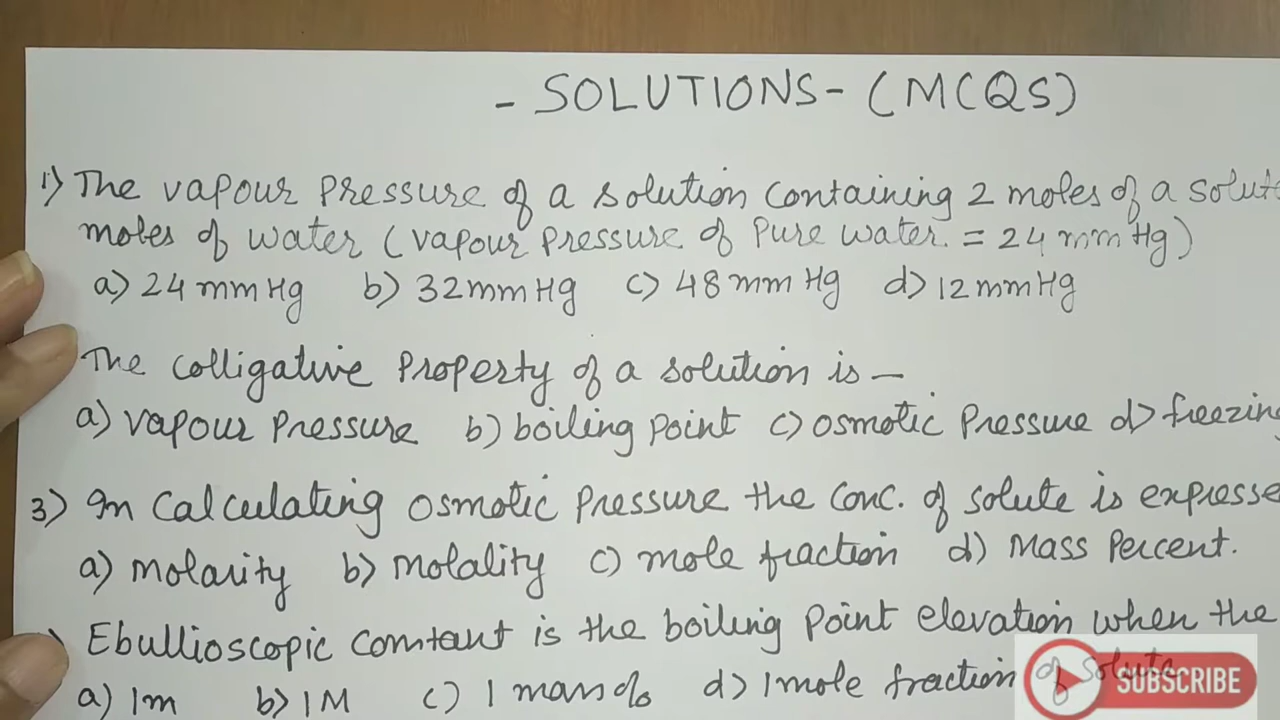 - SOLUTIONS - (MCQS)
1) The vapour pressure of a solution containing 2 moles of a solute
moles of water (vapour pressure of pure water = 24 mm Hg)
a) 24 mm Hg b) 32 mm Hg c) 48 mm Hg d) 12 mm Hg
The colligative property of a solution is —
a) vapour pressure b) boiling point c) osmotic pressure d) freezing
3) In calculating osmotic pressure the conc. of solute is expresse
a) molarity b) molality c) mole fraction d) mass percent.
) Ebullioscopic constant is the boiling point elevation when the
a) 1m b) 1M c) 1 mass % d) 1 mole fraction of solute
SUBSCRIBE